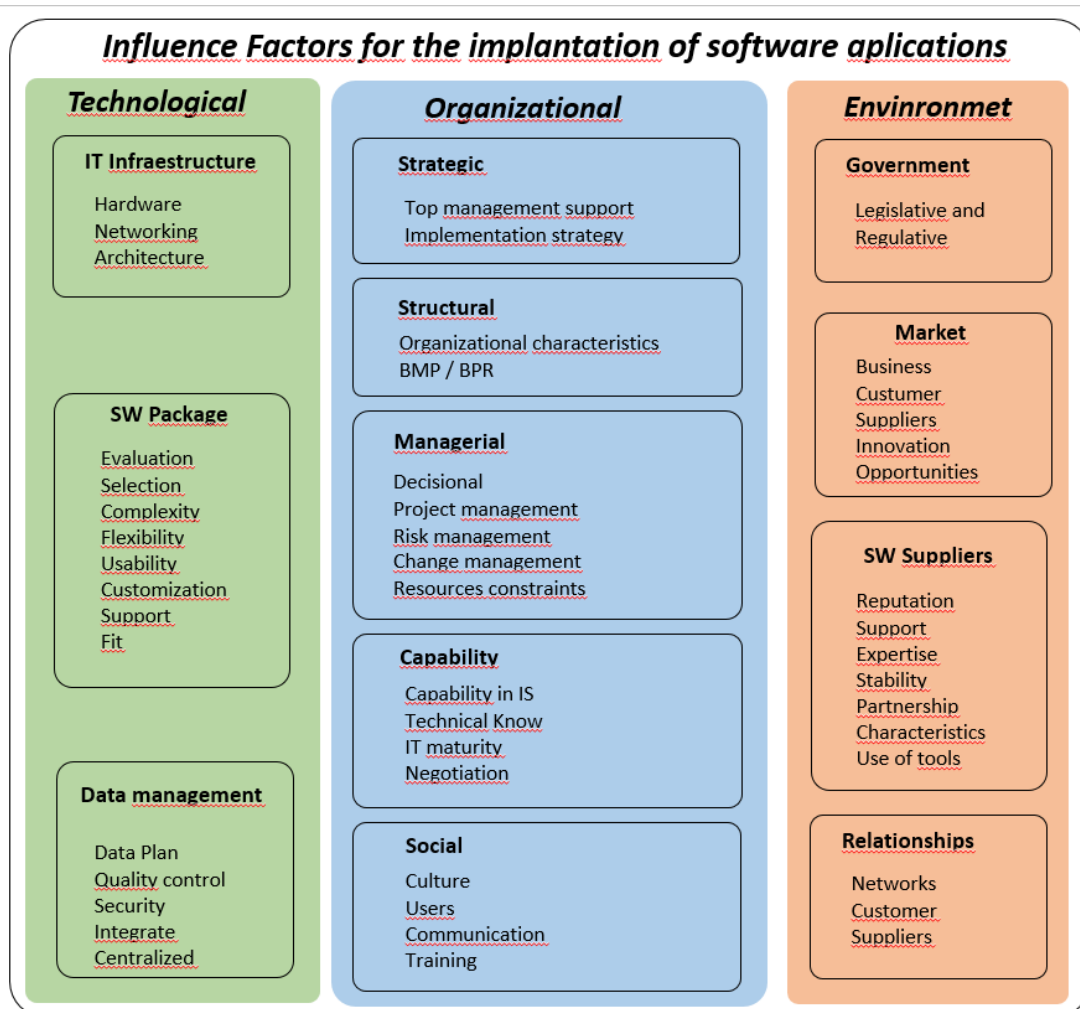 Influence Factors for the implantation of software aplications
Technological
IT Infraestructure
Hardware
Networking
Architecture
SW Package
Evaluation
Selection
Complexity
Flexibility
Usability
Customization
Support
Fit
Data management
Data Plan
Quality control
Security
Integrate
Centralized
Organizational
Strategic
Top management support
Implementation strategy
Structural
Organizational characteristics
BMP / BPR
Managerial
Decisional
Project management
Risk management
Change management
Resources constraints
Capability
Capability in IS
Technical Know
IT maturity
Negotiation
Social
Culture
Users
Communication
Training
Envinronmet
Government
Legislative and
Regulative
Market
Business
Custumer
Suppliers
Innovation
Opportunities
SW Suppliers
Reputation
Support
Expertise
Stability
Partnership
Characteristics
Use of tools
Relationships
Networks
Customer
Suppliers